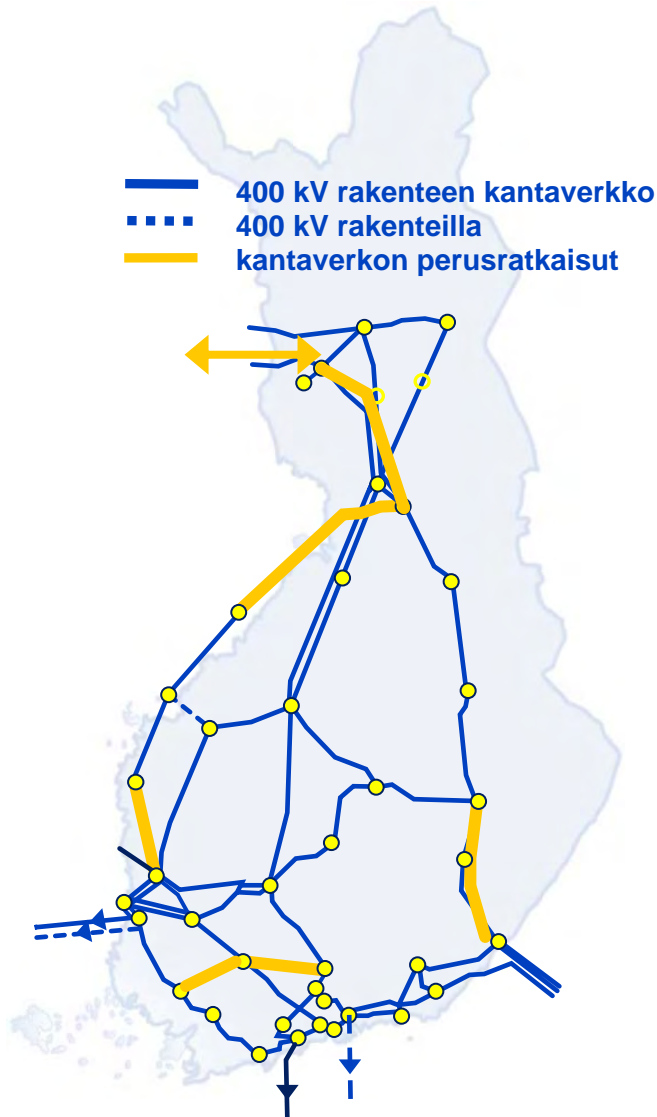 400 kV rakenteen kantaverkko
400 kV rakenteilla
kantaverkon perusratkaisut